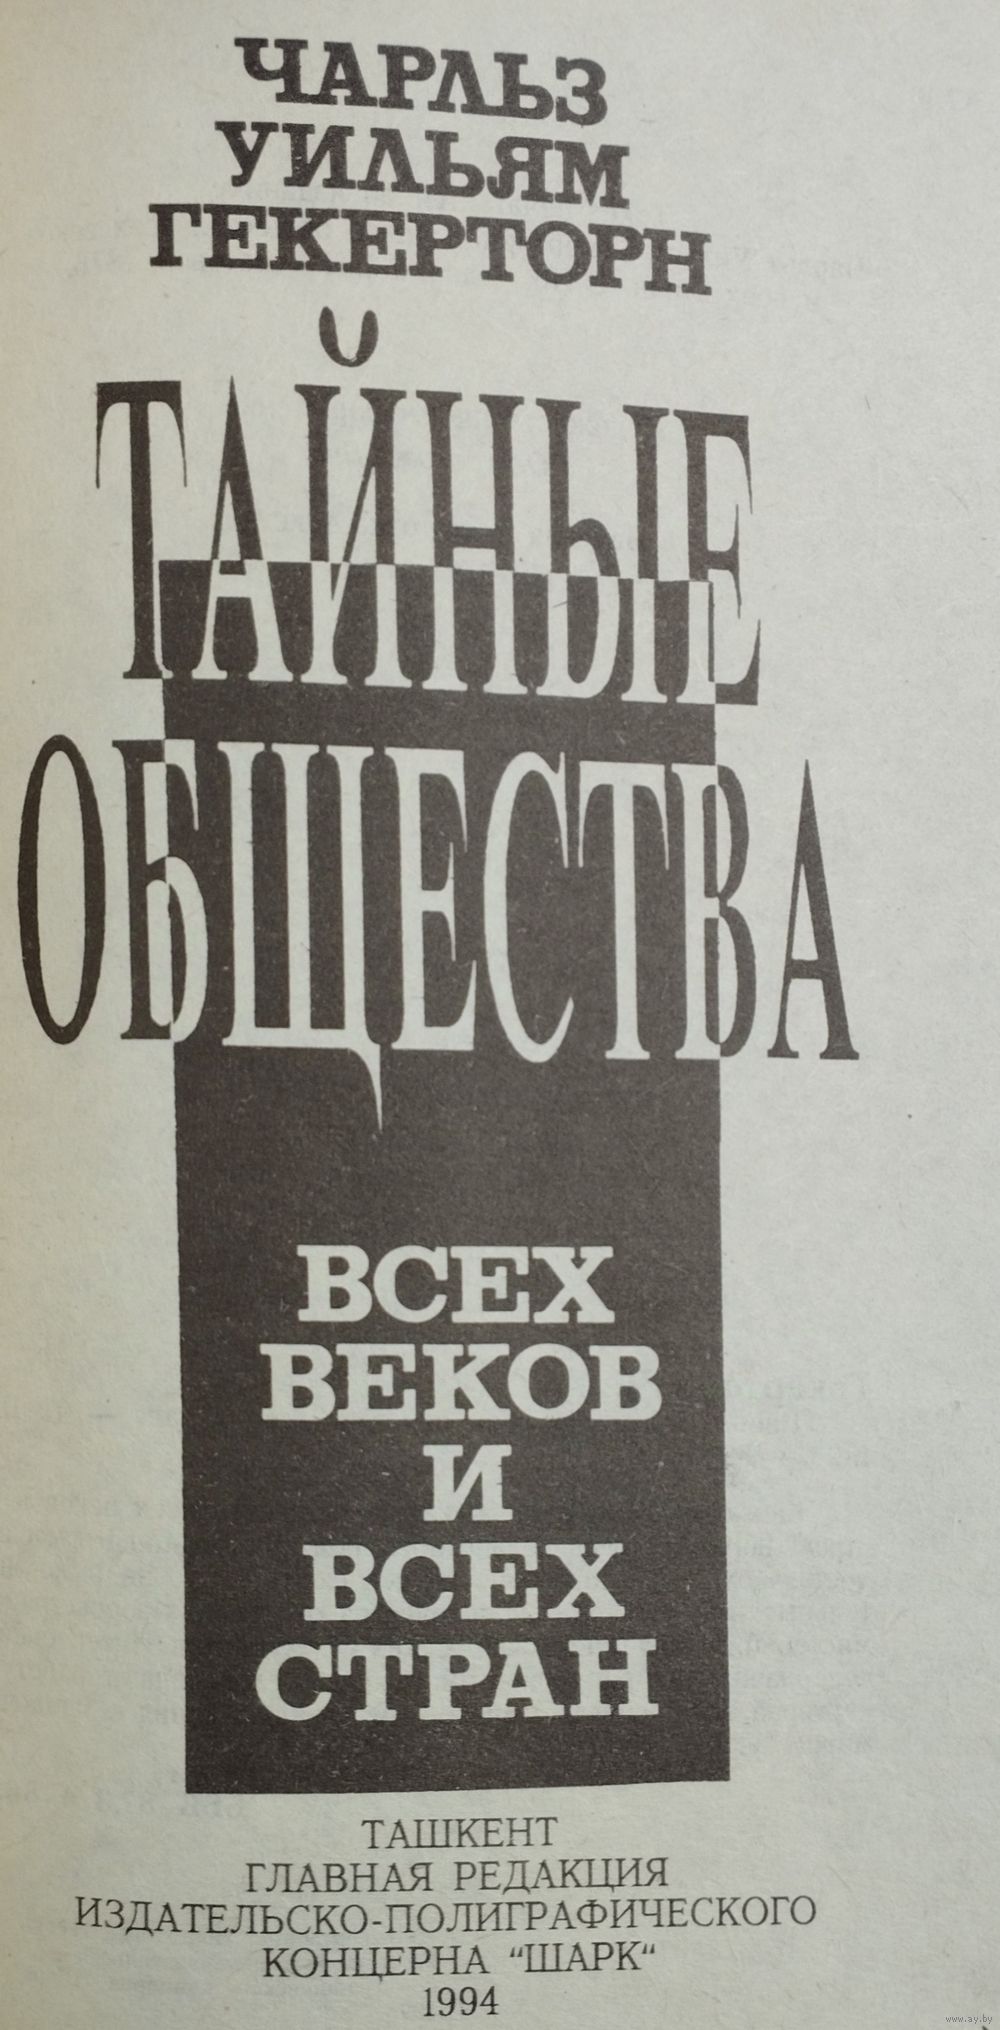 ЧАРЛЬЗ
УИЛЬЯМ
ГЕКЕРТОРН
ТАЙНЫЕ
ОБЩЕСТВА
ВСЕХ
ВЕКОВ
И
ВСЕХ
СТРАН
ТАШКЕНТ
ГЛАВНАЯ РЕДАКЦИЯ
ИЗДАТЕЛЬСКО-ПОЛИГРАФИЧЕСКОГО
КОНЦЕРНА "ШАРК"
1994
www.ay.by